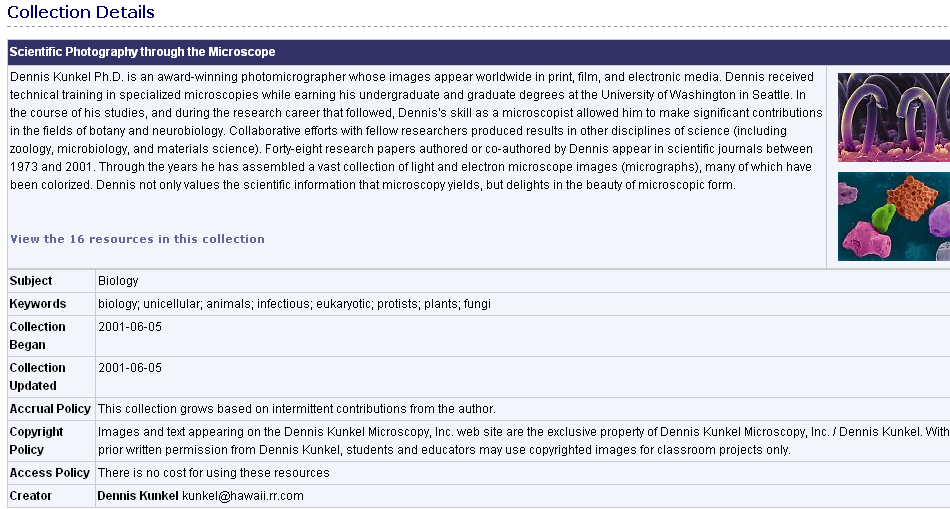 Collection Details
Scientific Photography through the Microscope
Dennis Kunkel Ph.D. is an award-winning photomicrographer whose images appear worldwide in print, film, and electronic media. Dennis received
technical training in specialized microscopies while earning his undergraduate and graduate degrees at the University of Washington in Seattle. In
the course of his studies, and during the research career that followed, Dennis's skill as a microscopist allowed him to make significant contributions
in the fields of botany and neurobiology. Collaborative efforts with fellow researchers produced results in other disciplines of science (including
zoology, microbiology, and materials science). Forty-eight research papers authored or co-authored by Dennis appear in scientific journals between
1973 and 2001. Through the years he has assembled a vast collection of light and electron microscope images (micrographs), many of which have
been colorized. Dennis not only values the scientific information that microscopy yields, but delights in the beauty of microscopic form.
View the 16 resources in this collection
Subject Biology
Keywords biology; unicellular; animals; infectious; eukaryotic; protists; plants; fungi
Collection Began 2001-06-05
Collection Updated 2001-06-05
Accrual Policy This collection grows based on intermittent contributions from the author.
Copyright Policy Images and text appearing on the Dennis Kunkel Microscopy, Inc. web site are the exclusive property of Dennis Kunkel Microscopy, Inc. / Dennis Kunkel. With
prior written permission from Dennis Kunkel, students and educators may use copyrighted images for classroom projects only.
Access Policy There is no cost for using these resources
Creator Dennis Kunkel kunkel@hawaii.rr.com